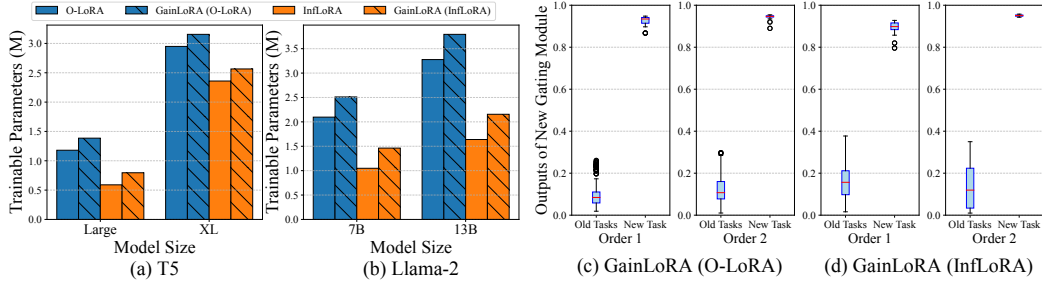 O-LoRA
GainLoRA (O-LoRA)
InfLoRA
GainLoRA (InfLoRA)
Trainable Parameters (M)
3.0
2.5
2.0
1.5
1.0
0.5
0.0
Large
XL
Model Size
(a) T5
Trainable Parameters (M)
3.5
3.0
2.5
2.0
1.5
1.0
0.5
0.0
7B
13B
Model Size
(b) Llama-2
Outputs of New Gating Module
1.0
0.8
0.6
0.4
0.2
0.0
Old Tasks New Task
Order 1
1.0
0.8
0.6
0.4
0.2
0.0
Old Tasks New Task
Order 2
(c) GainLoRA (O-LoRA)
1.0
0.8
0.6
0.4
0.2
0.0
Old Tasks New Task
Order 1
1.0
0.8
0.6
0.4
0.2
0.0
Old Tasks New Task
Order 2
(d) GainLoRA (InfLoRA)